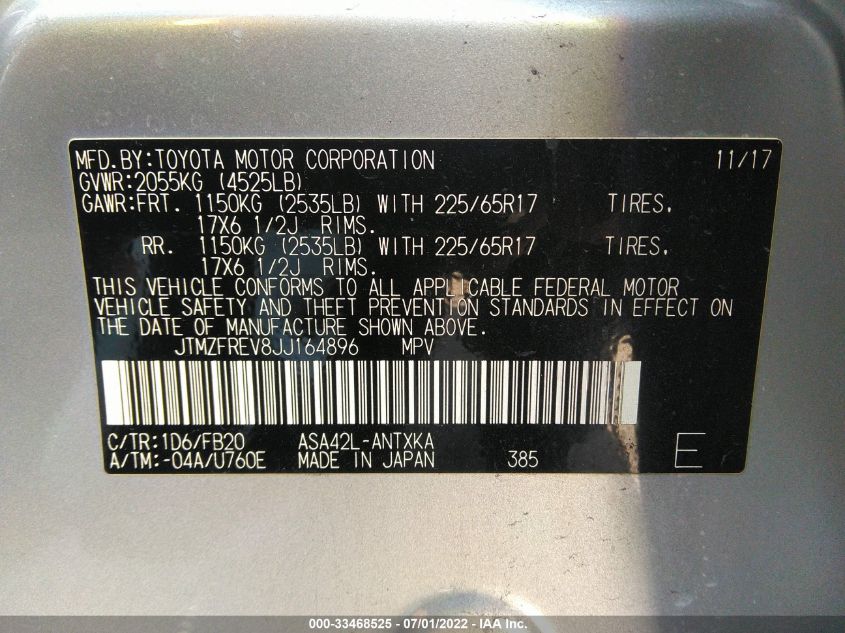 MFD.BY:TOYOTA MOTOR CORPORATION 11/17
GVWR:2055KG (4525LB)
GAWR:FRT. 1150KG (2535LB) WITH 225/65R17 TIRES,
17X6 1/2J RIMS.
RR. 1150KG (2535LB) WITH 225/65R17 TIRES,
17X6 1/2J RIMS.
THIS VEHICLE CONFORMS TO ALL APPLICABLE FEDERAL MOTOR
VEHICLE SAFETY AND THEFT PREVENTION STANDARDS IN EFFECT ON
THE DATE OF MANUFACTURE SHOWN ABOVE.
JTMZFREV8JJ164896 MPV
C/TR:1D6/FB20 ASA42L-ANTXKA
A/TM:-04A/U760E MADE IN JAPAN 385 E
000-33468525 - 07/01/2022 - IAA Inc.